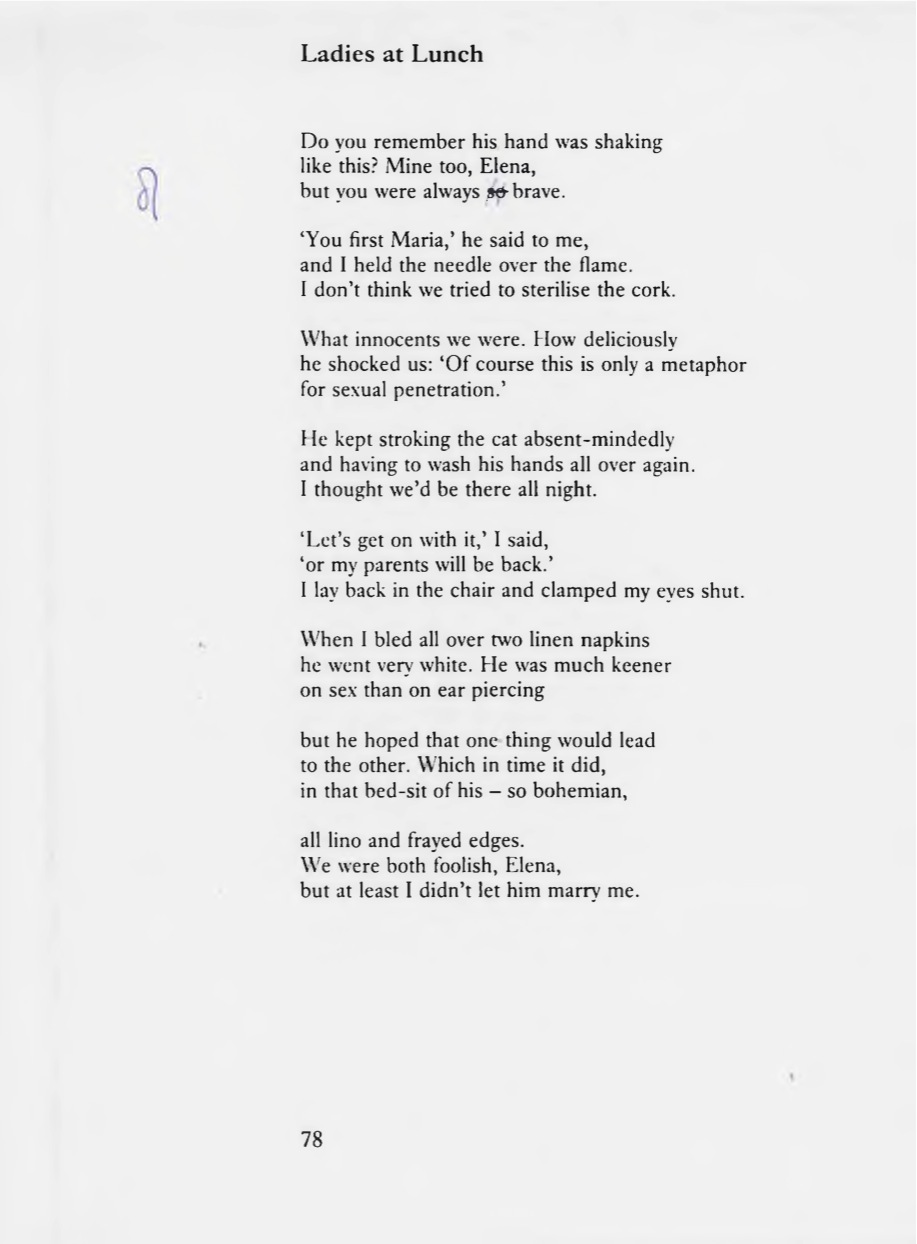 Ladies at Lunch
Do you remember his hand was shaking
like this? Mine too, Elena,
but you were always so brave.
‘You first Maria,’ he said to me,
and I held the needle over the flame.
I don’t think we tried to sterilise the cork.
What innocents we were. How deliciously
he shocked us: ‘Of course this is only a metaphor
for sexual penetration.’
He kept stroking the cat absent-mindedly
and having to wash his hands all over again.
I thought we’d be there all night.
‘Let’s get on with it,’ I said,
‘or my parents will be back.’
I lay back in the chair and clamped my eyes shut.
When I bled all over two linen napkins
he went very white. He was much keener
on sex than on ear piercing
but he hoped that one thing would lead
to the other. Which in time it did,
in that bed-sit of his – so bohemian,
all lino and frayed edges.
We were both foolish, Elena,
but at least I didn’t let him marry me.
78